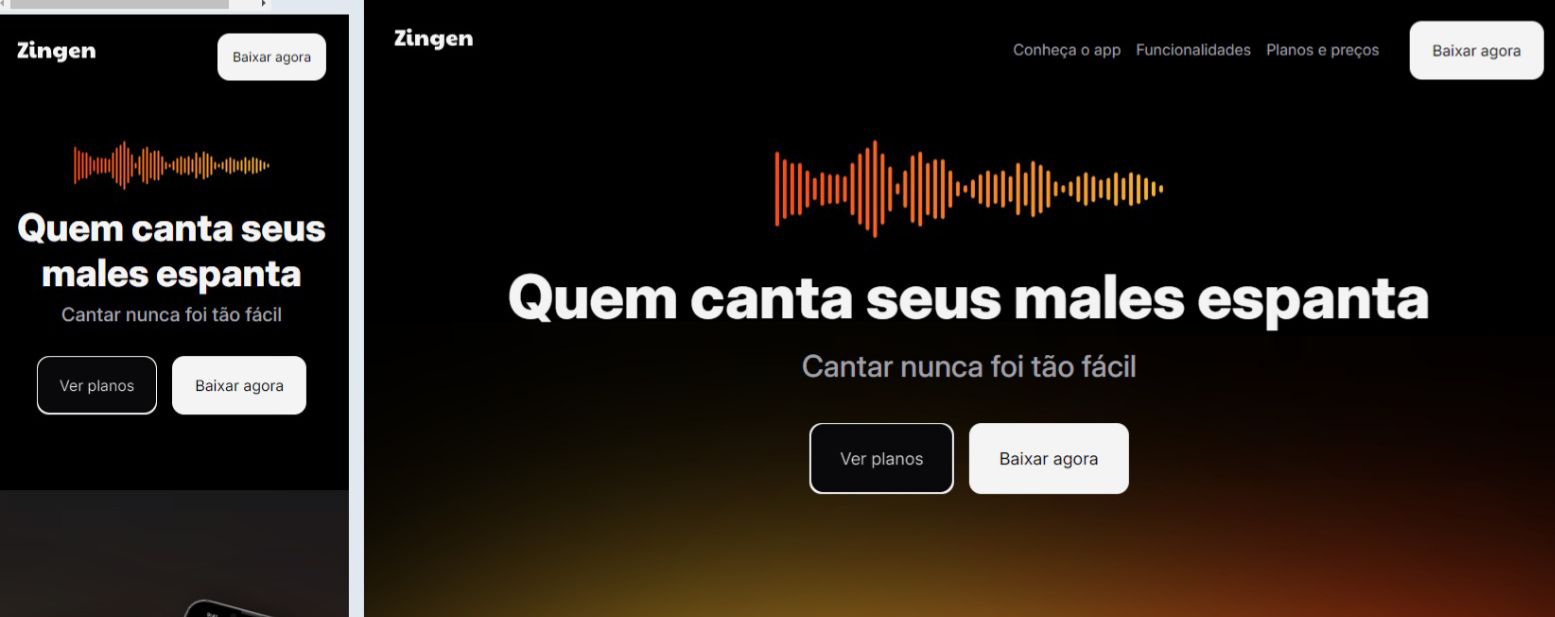 Zingen
Baixar agora
Quem canta seus
males espanta
Cantar nunca foi tão fácil
Ver planos
Baixar agora
Zingen
Conheça o app
Funcionalidades
Planos e preços
Baixar agora
Quem canta seus males espanta
Cantar nunca foi tão fácil
Ver planos
Baixar agora